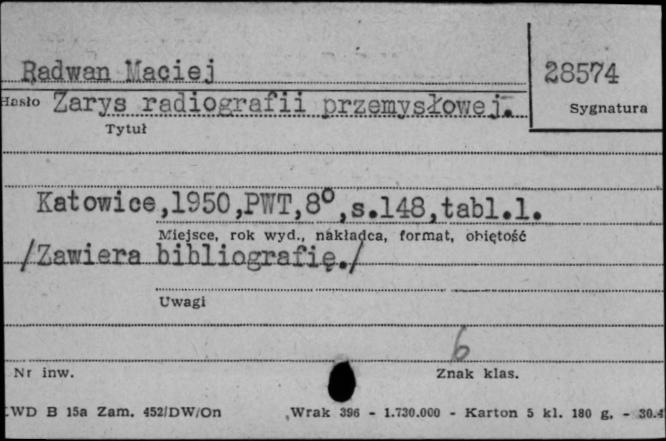 Radwan Maciej
28574
Hasło Zarys radiografii przemysłowej.
Sygnatura
Tytuł
Katowice,1950,PWT,8°,s.148,tabl.1.
Miejsce, rok wyd., nakładca, format, objętość
/Zawiera bibliografię./
Uwagi
6
Nr inw.
Znak klas.
WD B 15a Zam. 452/DW/On
Wrak 396 - 1.730.000 - Karton 5 kl. 180 g. - 30.4